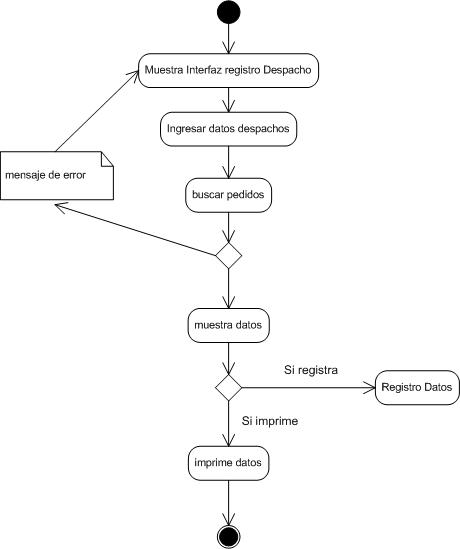 Muestra Interfaz registro Despacho
Ingresar datos despachos
mensaje de error
buscar pedidos
muestra datos
Si registra
Registro Datos
Si imprime
imprime datos